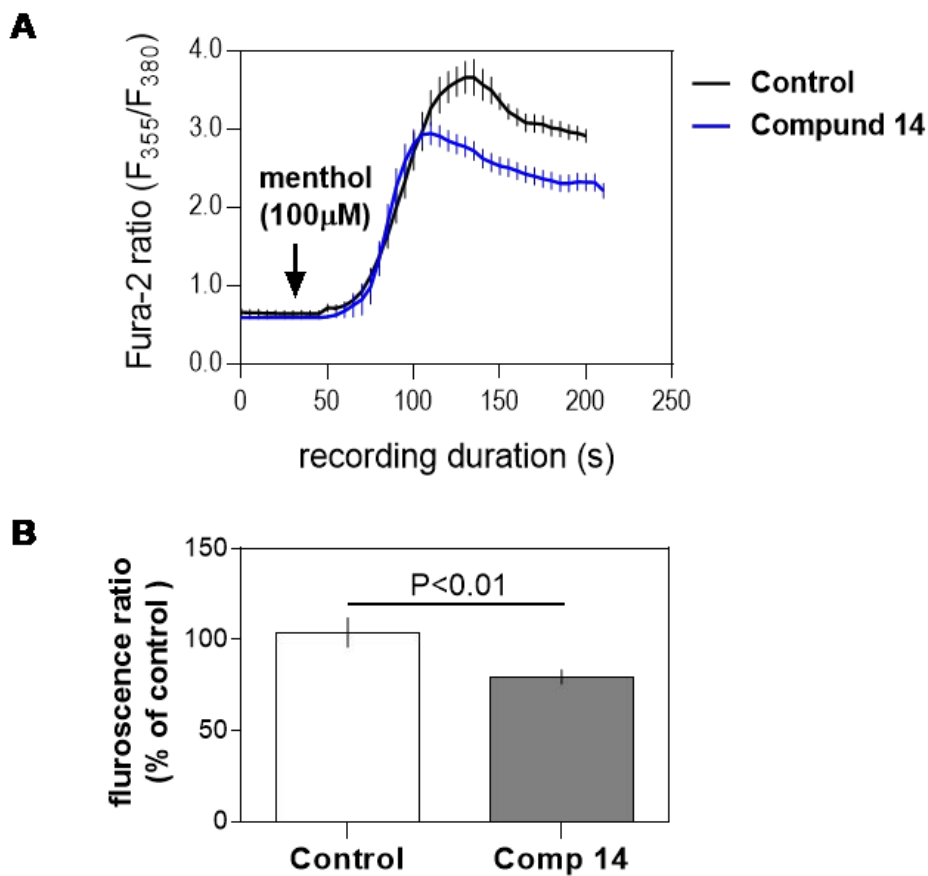 A
Fura-2 ratio (F355/F380)
4.0
3.0
2.0
1.0
0.0
menthol
(100μM)
0 50 100 150 200 250
recording duration (s)
Control
Compund 14
B
fluroscence ratio
(% of control )
150
100
50
0
P<0.01
Control Comp 14